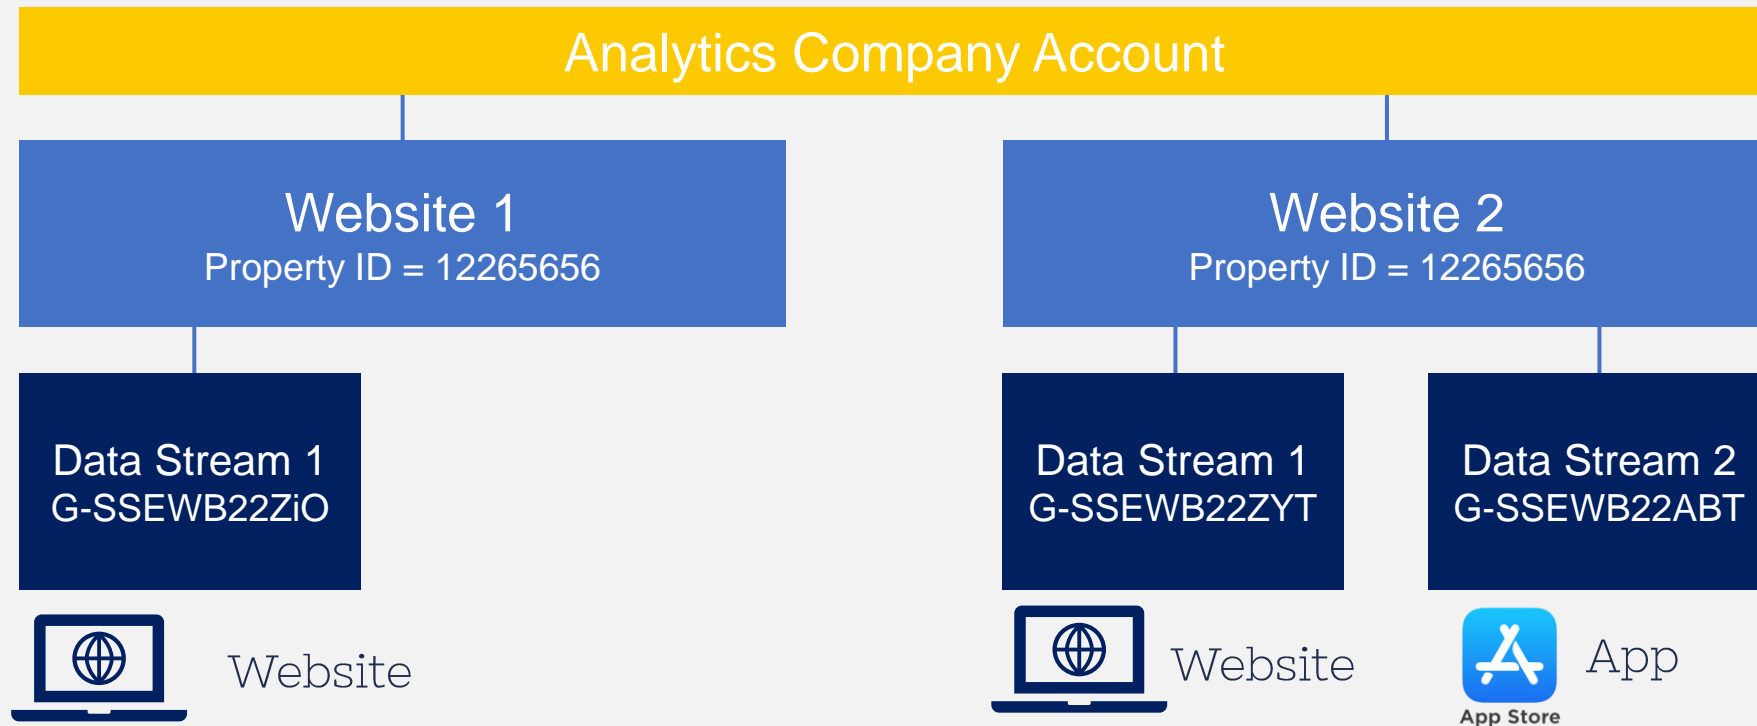 Analytics Company Account
Website 1
Property ID = 12265656
Website 2
Property ID = 12265656
Data Stream 1
G-SSEWB22ZiO
Data Stream 1
G-SSEWB22ZYT
Data Stream 2
G-SSEWB22ABT
Website
Website
App
App Store